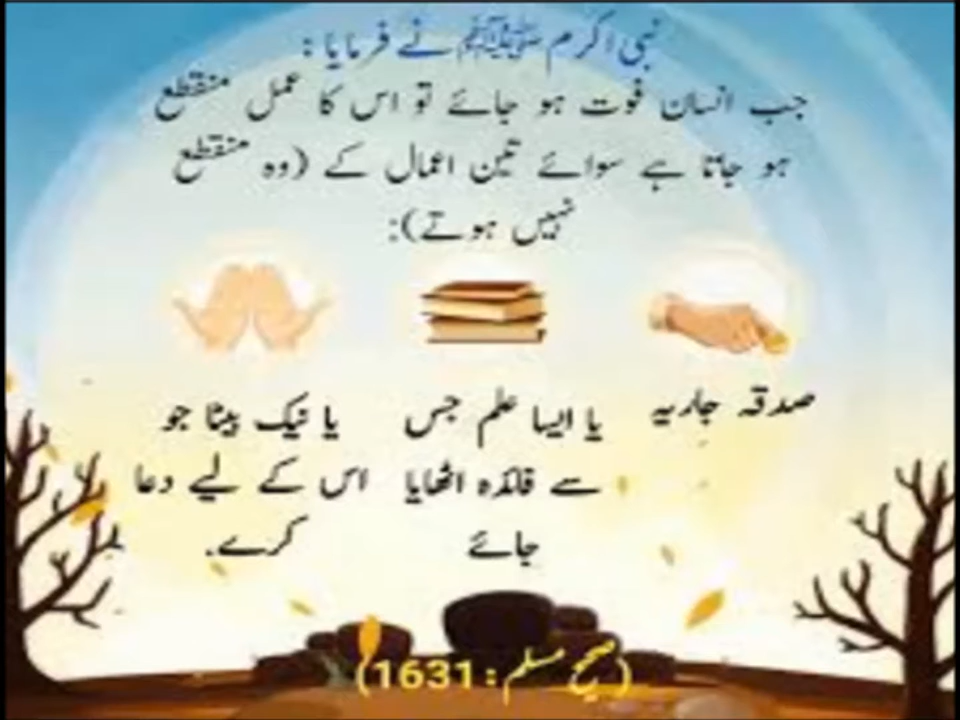 نبی اکرم ﷺ نے فرمایا:
جب انسان فوت ہو جائے تو اس کا عمل منقطع
ہو جاتا ہے سوائے تین اعمال کے (وہ منقطع
نہیں ہوتے):
صدقہ جاریہ
یا ایسا علم جس
سے فائدہ اٹھایا
جائے
یا نیک بیٹا جو
اس کے لیے دعا
کرے۔
(صحیح مسلم: 1631)